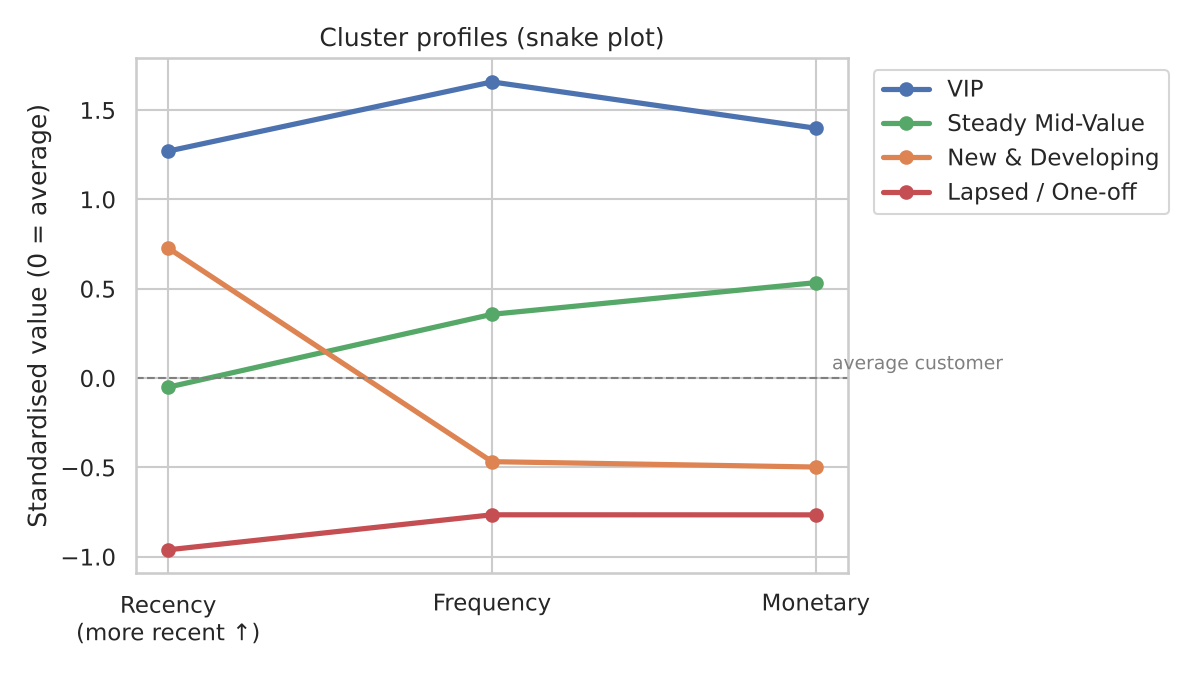 Cluster profiles (snake plot)
Standardised value (0 = average)
1.5
1.0
0.5
0.0
−0.5
−1.0
Recency
(more recent ↑)
Frequency
Monetary
average customer
VIP
Steady Mid-Value
New & Developing
Lapsed / One-off